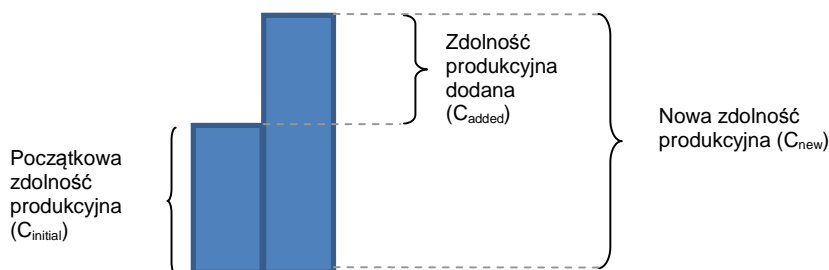 Zdolność
produkcyjna
dodana
(Cadded)
Nowa zdolność
produkcyjna (Cnew)
Początkowa
zdolność
produkcyjna
(Cinitial)